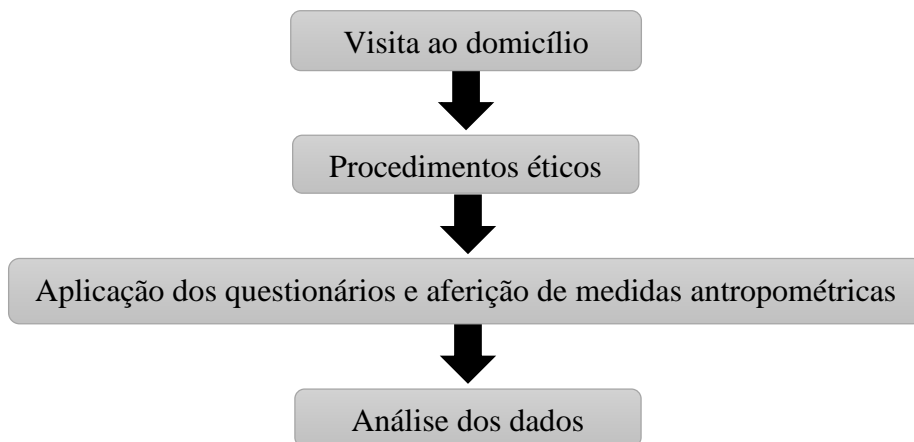 Visita ao domicílio
Procedimentos éticos
Aplicação dos questionários e aferição de medidas antropométricas
Análise dos dados